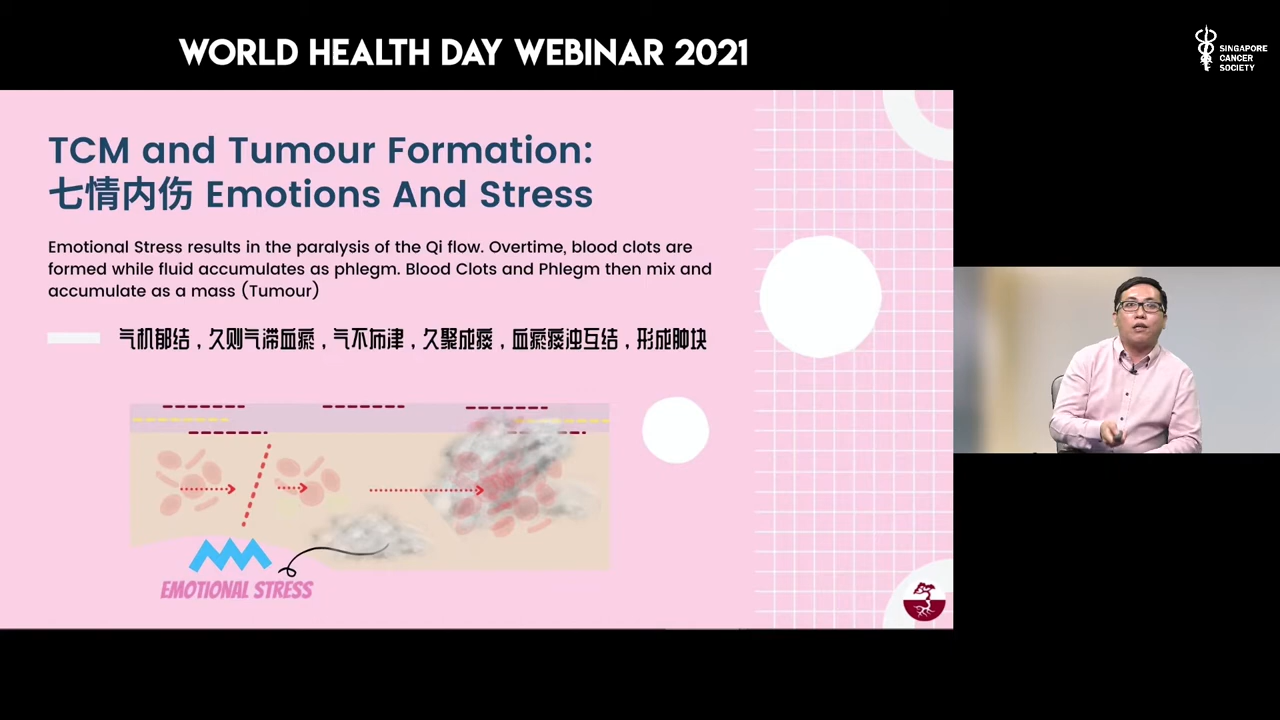 WORLD HEALTH DAY WEBINAR 2021
SINGAPORE
CANCER
SOCIETY
TCM and Tumour Formation:
七情内伤 Emotions And Stress
Emotional Stress results in the paralysis of the Qi flow. Overtime, blood clots are
formed while fluid accumulates as phlegm. Blood Clots and Phlegm then mix and
accumulate as a mass (Tumour)
气机郁结，久则气滞血瘀，气不布津，久聚成痰，血瘀痰浊互结，形成肿块
EMOTIONAL STRESS